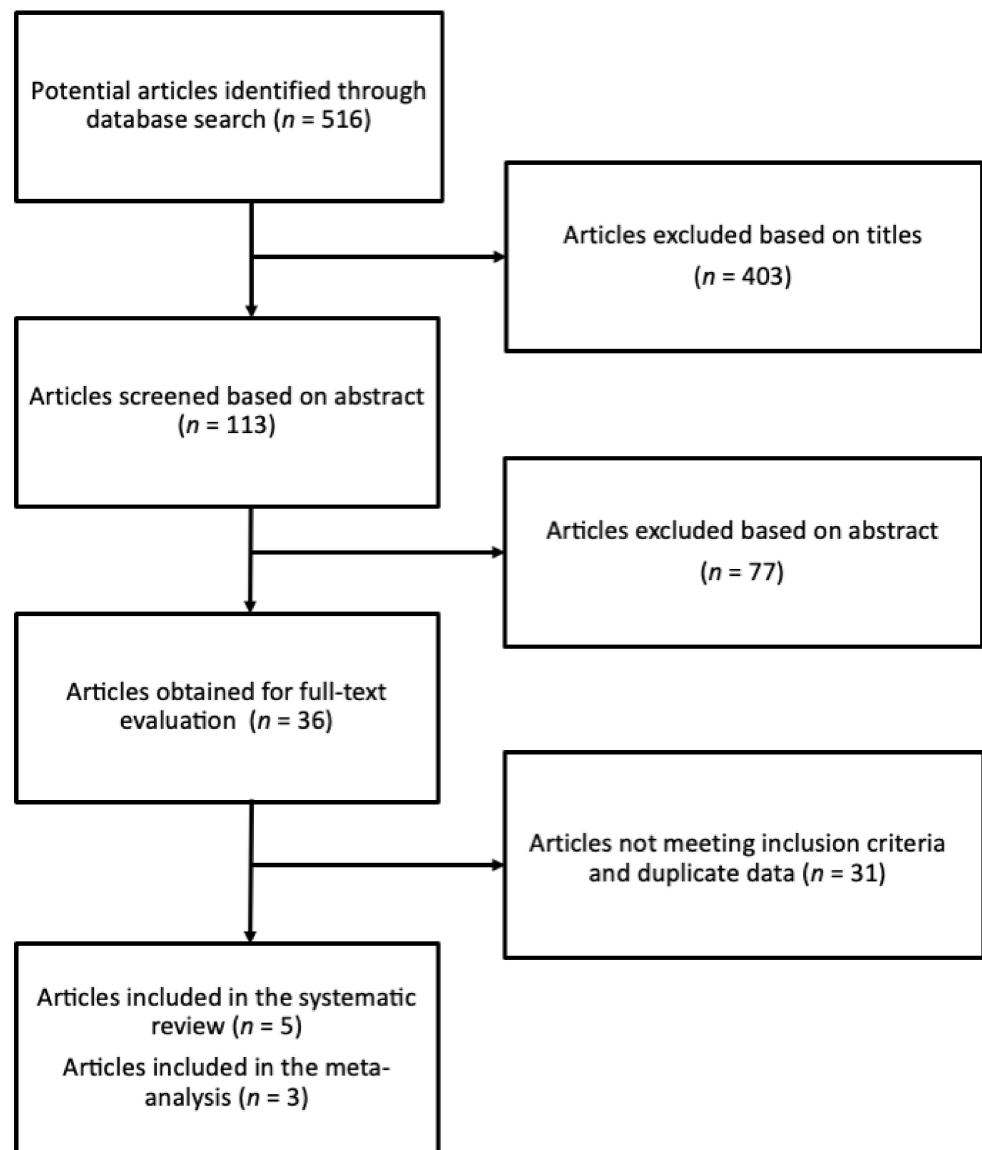 Potential articles identified through
database search (n = 516)
Articles excluded based on titles
(n = 403)
Articles screened based on abstract
(n = 113)
Articles excluded based on abstract
(n = 77)
Articles obtained for full-text
evaluation (n = 36)
Articles not meeting inclusion criteria
and duplicate data (n = 31)
Articles included in the systematic
review (n = 5)
Articles included in the meta-
analysis (n = 3)